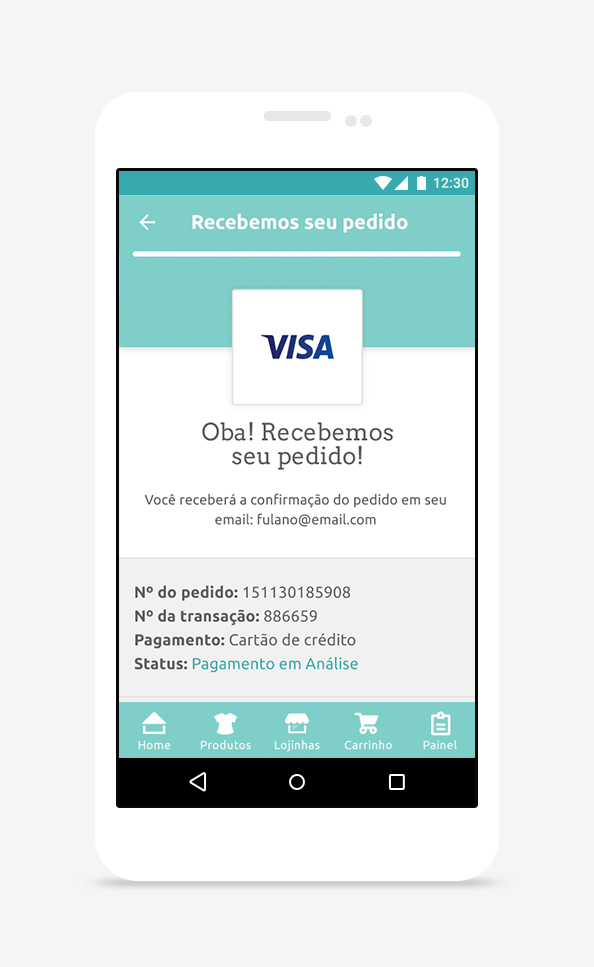 12:30
Recebemos seu pedido
VISA
Oba! Recebemos
seu pedido!
Você receberá a confirmação do pedido em seu
email: fulano@email.com
Nº do pedido: 151130185908
Nº da transação: 886659
Pagamento: Cartão de crédito
Status: Pagamento em Análise
Home Produtos Lojinhas Carrinho Painel